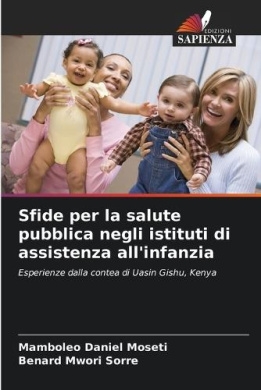 EDIZIONI
SAPIENZA
Sfide per la salute
pubblica negli istituti di
assistenza all'infanzia
Esperienze dalla contea di Uasin Gishu, Kenya
Mamboleo Daniel Moseti
Benard Mwori Sorre